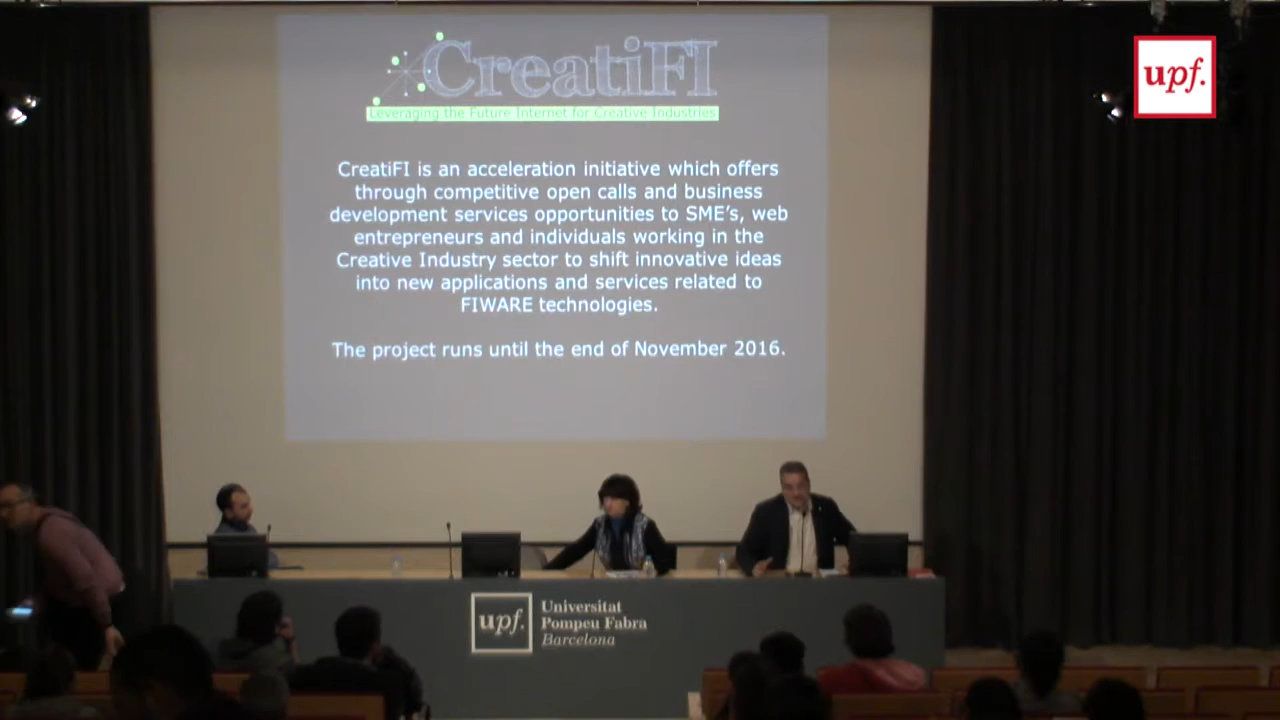 CreatiFI
Leveraging the Future Internet for Creative Industries
upf.
CreatiFI is an acceleration initiative which offers
through competitive open calls and business
development services opportunities to SME's, web
entrepreneurs and individuals working in the
Creative Industry sector to shift innovative ideas
into new applications and services related to
FIWARE technologies.
The project runs until the end of November 2016.
upf.
Universitat
Pompeu Fabra
Barcelona